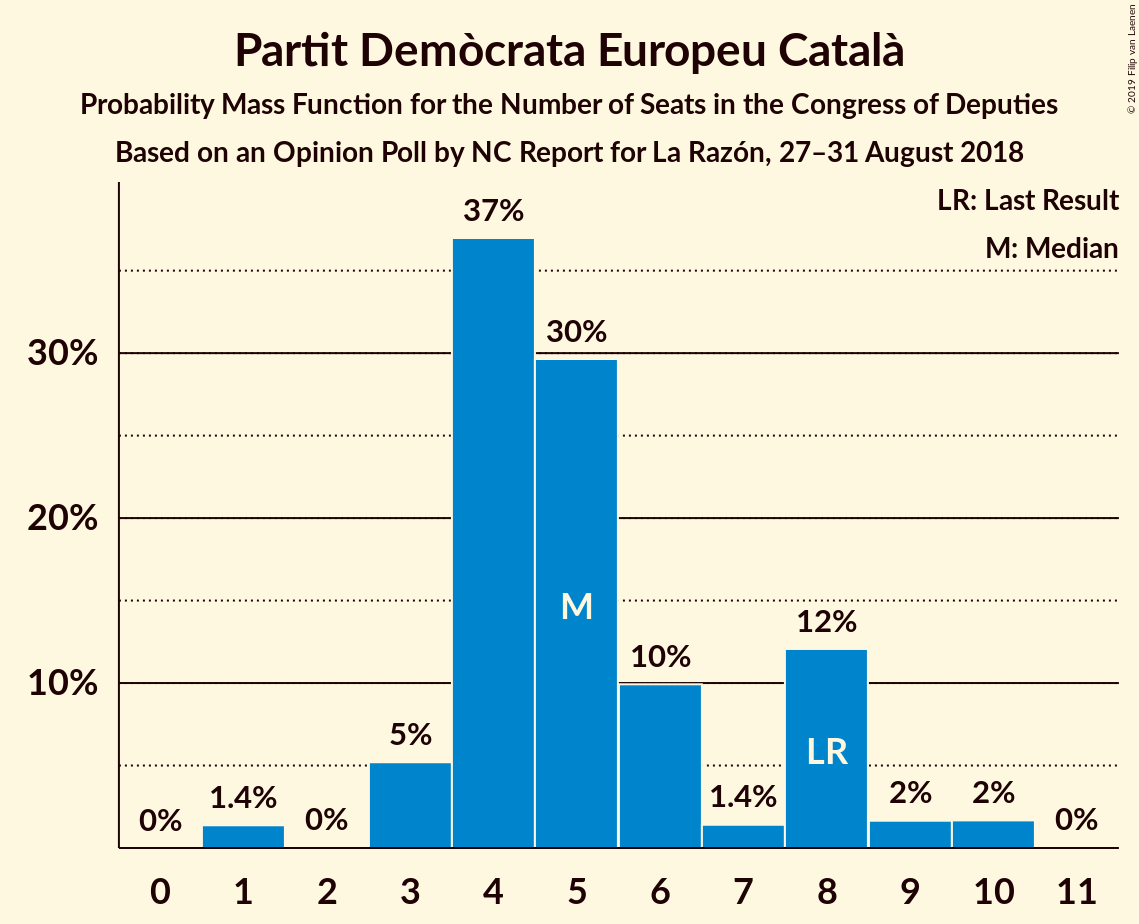 Partit Demòcrata Europeu Català
Probability Mass Function for the Number of Seats in the Congress of Deputies
Based on an Opinion Poll by NC Report for La Razón, 27–31 August 2018
© 2019 Filip van Laenen
LR: Last Result
M: Median
37%
30%
30%
20%
M
12%
10%
10%
5%
LR
1.4%
1.4%
2%
2%
0%
0%
0%
0 1 2 3 4 5 6 7 8 9 10 11